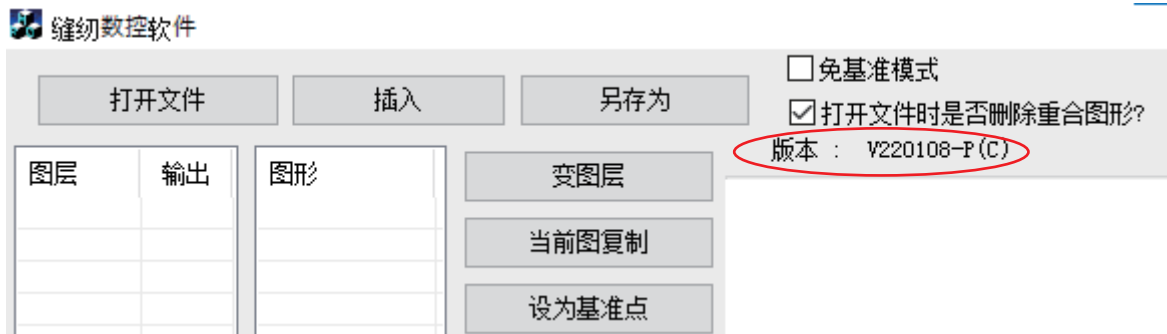 缝纫数控软件
打开文件 插入 另存为
免基准模式
打开文件时是否删除重合图形?
版本 : V220108-P(C)
图层 输出 图形
变图层
当前图复制
设为基准点